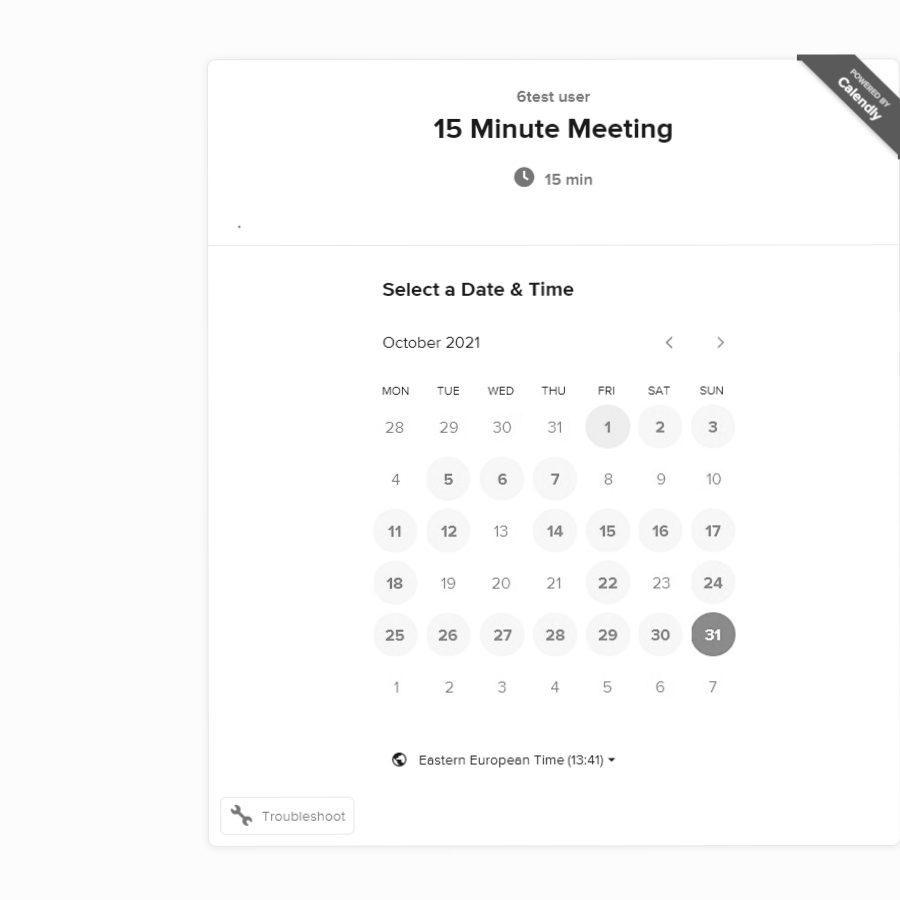 POWERED BY
Calendly
6test user
15 Minute Meeting
15 min
.
Select a Date & Time
October 2021
MON TUE WED THU FRI SAT SUN
28 29 30 31 1 2 3
4 5 6 7 8 9 10
11 12 13 14 15 16 17
18 19 20 21 22 23 24
25 26 27 28 29 30 31
1 2 3 4 5 6 7
Eastern European Time (13:41)
Troubleshoot